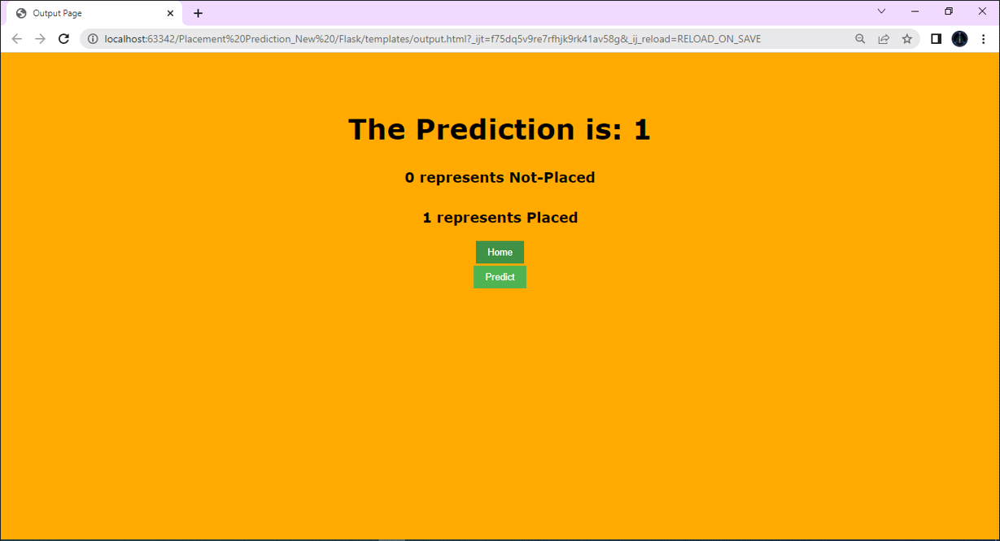 Output Page
localhost:63342/Placement%20Prediction_New%20/Flask/templates/output.html?_ijt=f75dq5v9re7rfhjk9rk41av58g&_ij_reload=RELOAD_ON_SAVE
The Prediction is: 1
0 represents Not-Placed
1 represents Placed
Home
Predict